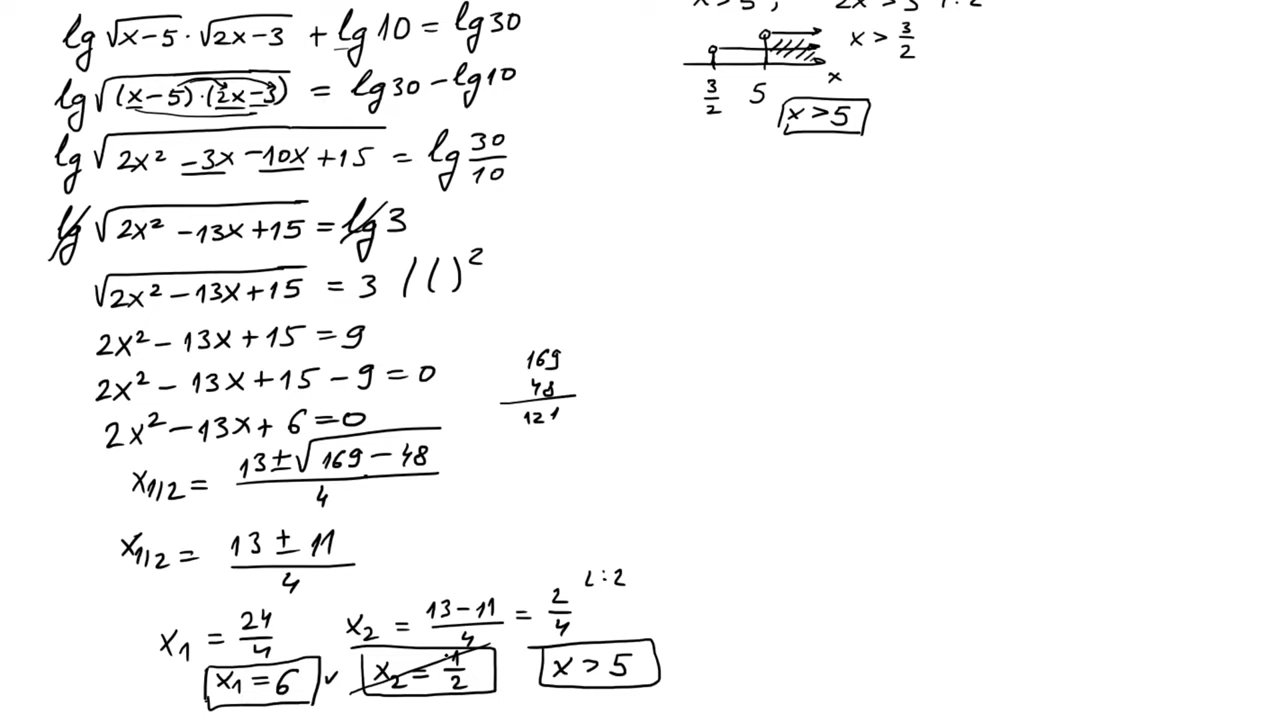 lg √(x-5) · √(2x-3) + lg 10 = lg 30
lg √((x-5)·(2x-3)) = lg 30 - lg 10
lg √(2x² - 3x - 10x + 15) = lg 30/10
lg √(2x² - 13x + 15) = lg 3
√(2x² - 13x + 15) = 3 /( )²
2x² - 13x + 15 = 9
2x² - 13x + 15 - 9 = 0
2x² - 13x + 6 = 0
x1/2 = (13 ± √(169 - 48))/4
x1/2 = (13 ± 11)/4
x₁ = 24/4
x₂ = (13-11)/4 = 2/4 L:2
x₁ = 6 ✓
x₂ = 1/2
x > 5
169
48
121
x > 3/2
3/2 5 x
x > 5